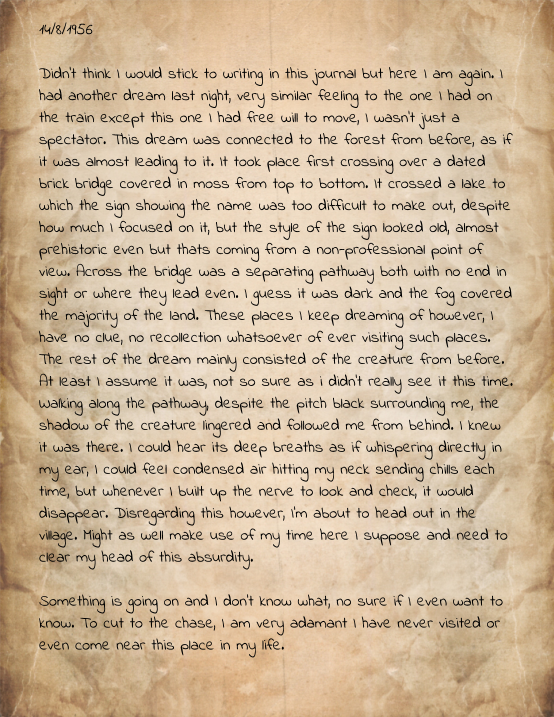 14/8/1956
Didn't think I would stick to writing in this journal but here I am again. I
had another dream last night, very similar feeling to the one I had on
the train except this one I had free will to move, I wasn't just a
spectator. This dream was connected to the forest from before, as if
it was almost leading to it. It took place first crossing over a dated
brick bridge covered in moss from top to bottom. It crossed a lake to
which the sign showing the name was too difficult to make out, despite
how much I focused on it, but the style of the sign looked old, almost
prehistoric even but thats coming from a non-professional point of
view. Across the bridge was a separating pathway both with no end in
sight or where they lead even. I guess it was dark and the fog covered
the majority of the land. These places I keep dreaming of however, I
have no clue, no recollection whatsoever of ever visiting such places.
The rest of the dream mainly consisted of the creature from before.
At least I assume it was, not so sure as i didn't really see it this time.
Walking along the pathway, despite the pitch black surrounding me, the
shadow of the creature lingered and followed me from behind. I knew
it was there. I could hear its deep breaths as if whispering directly in
my ear, I could feel condensed air hitting my neck sending chills each
time, but whenever I built up the nerve to look and check, it would
disappear. Disregarding this however, I'm about to head out in the
village. Might as well make use of my time here I suppose and need to
clear my head of this absurdity.
Something is going on and I don't know what, no sure if I even want to
know. To cut to the chase, I am very adamant I have never visited or
even come near this place in my life.